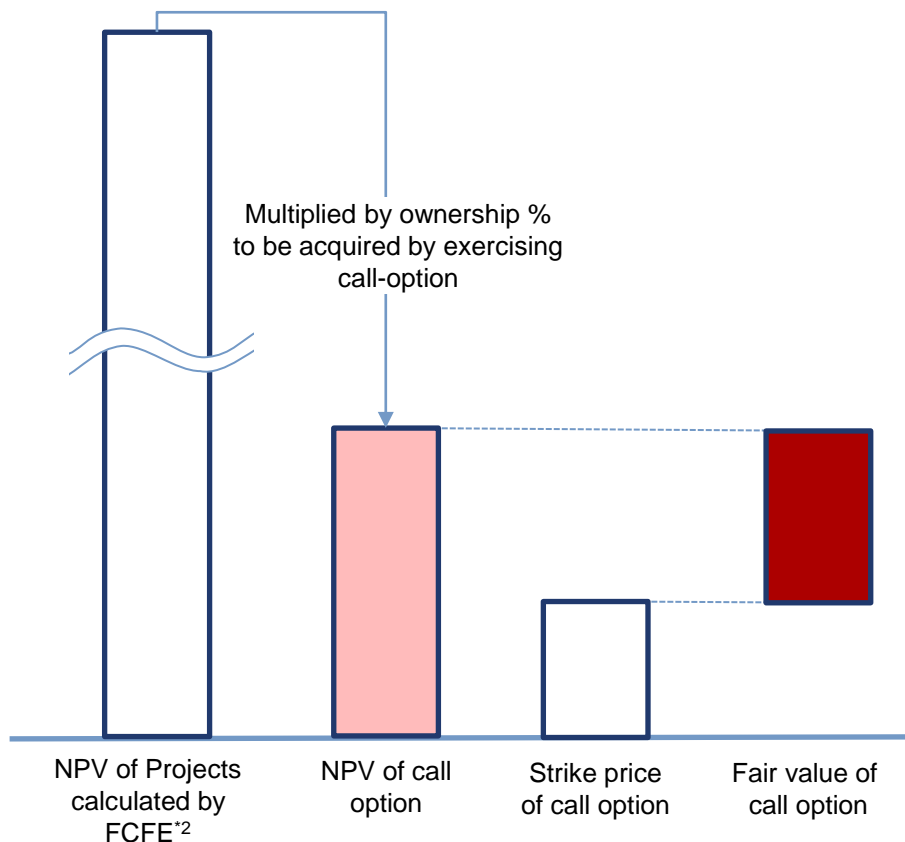 Multiplied by ownership %
to be acquired by exercising
call-option
NPV of Projects
calculated by
FCFE*2
NPV of call
option
Strike price
of call option
Fair value of
call option